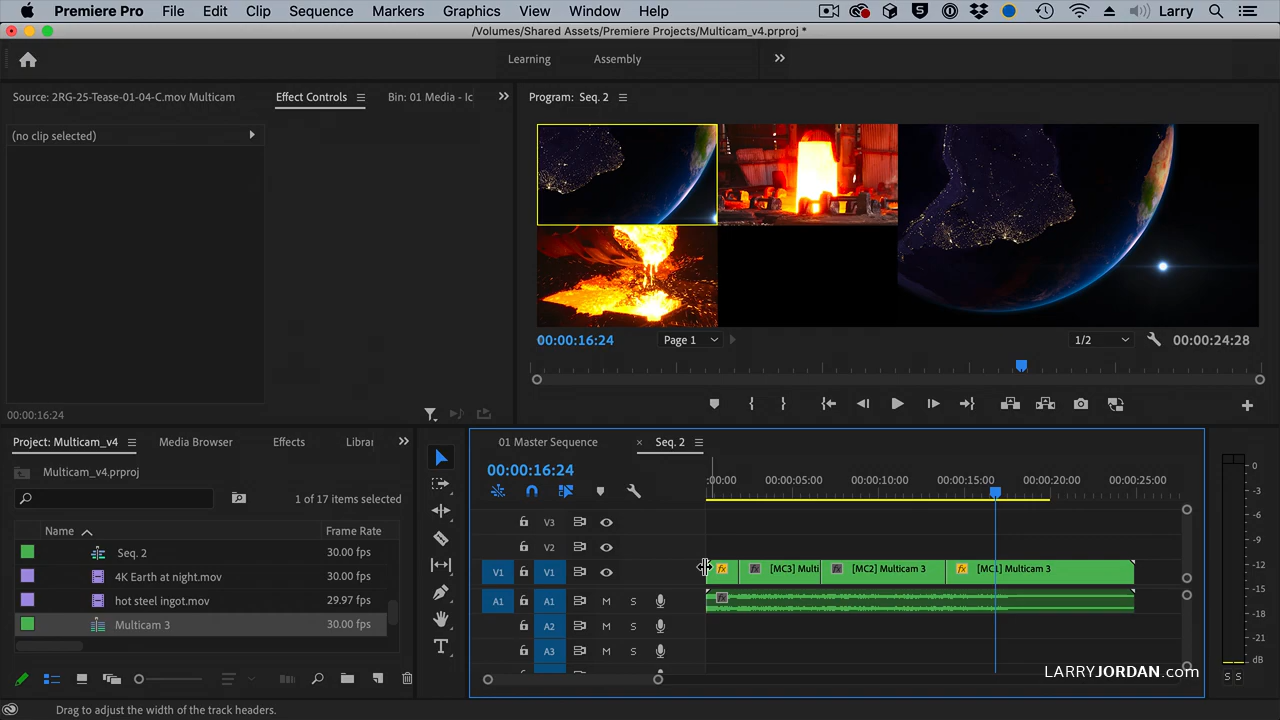 Premiere Pro File Edit Clip Sequence Markers Graphics View Window Help Larry
/Volumes/Shared Assets/Premiere Projects/Multicam_v4.prproj *
Learning Assembly
Source: 2RG-25-Tease-01-04-C.mov Multicam Effect Controls Bin: 01 Media - Ic Program: Seq. 2
(no clip selected)
00:00:16:24 Page 1 1/2 00:00:24:28
00:00:16:24
Project: Multicam_v4 Media Browser Effects Librar 01 Master Sequence × Seq. 2
Multicam_v4.prproj
00:00:16:24
1 of 17 items selected
:00:00 00:00:05:00 00:00:10:00 00:00:15:00 00:00:20:00 00:00:25:00
Name Frame Rate
Seq. 2 30.00 fps
4K Earth at night.mov 30.00 fps
hot steel ingot.mov 29.97 fps
Multicam 3 30.00 fps
V3
V2
V1 V1 fx fx [MC3] Multi fx [MC2] Multicam 3 fx [MC1] Multicam 3
A1 A1 M S fx
A2 M S
A3 M S
0
-3
-6
-9
-12
-15
-18
-21
dB
S S
LARRYJORDAN.com
Drag to adjust the width of the track headers.